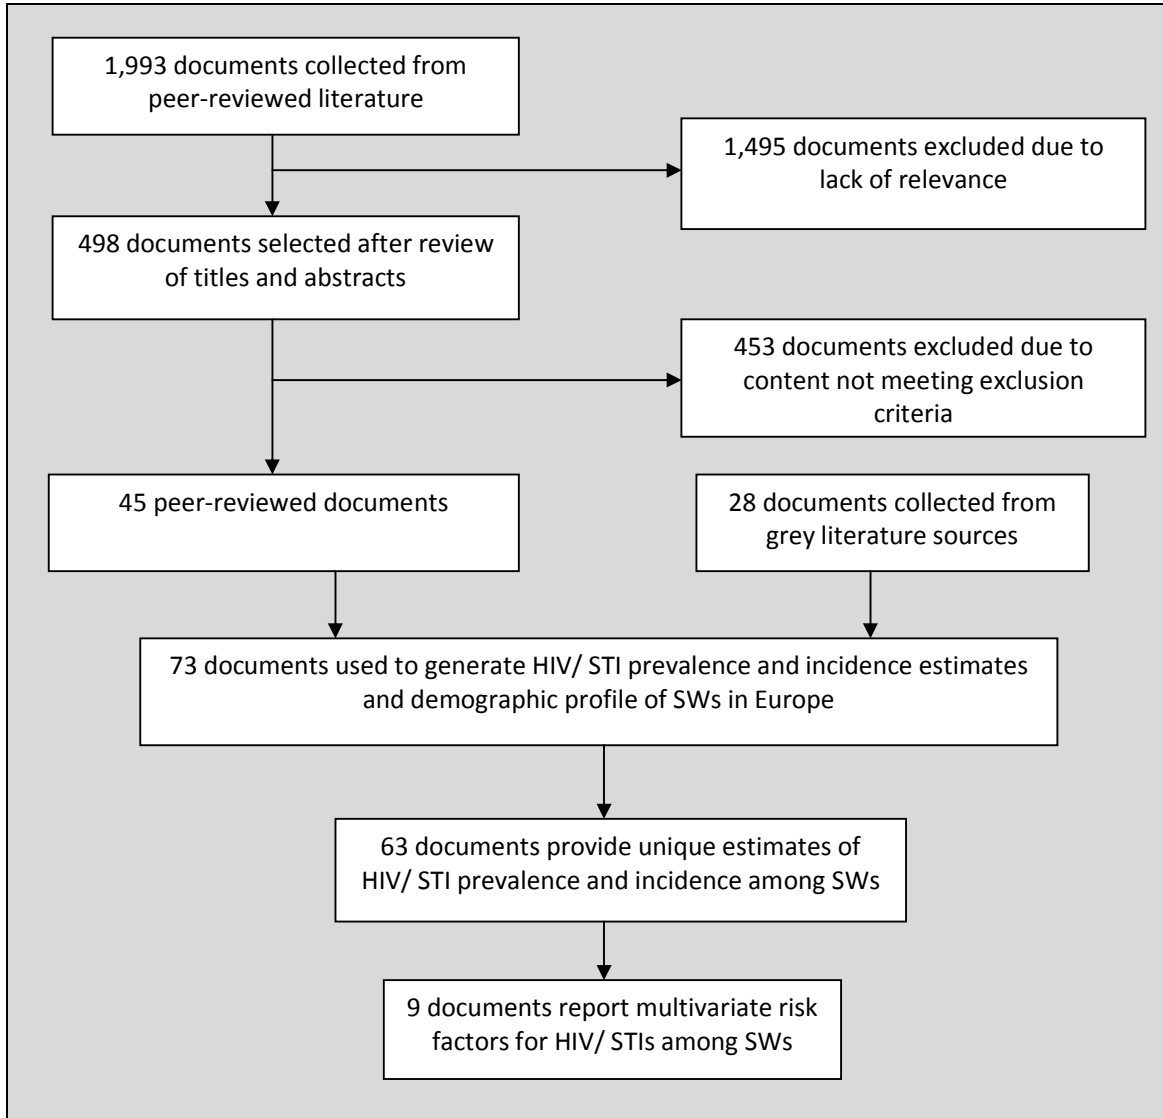 1,993 documents collected from
peer-reviewed literature
1,495 documents excluded due to
lack of relevance
498 documents selected after review
of titles and abstracts
453 documents excluded due to
content not meeting exclusion
criteria
45 peer-reviewed documents
28 documents collected from
grey literature sources
73 documents used to generate HIV/ STI prevalence and incidence estimates
and demographic profile of SWs in Europe
63 documents provide unique estimates of
HIV/ STI prevalence and incidence among SWs
9 documents report multivariate risk
factors for HIV/ STIs among SWs